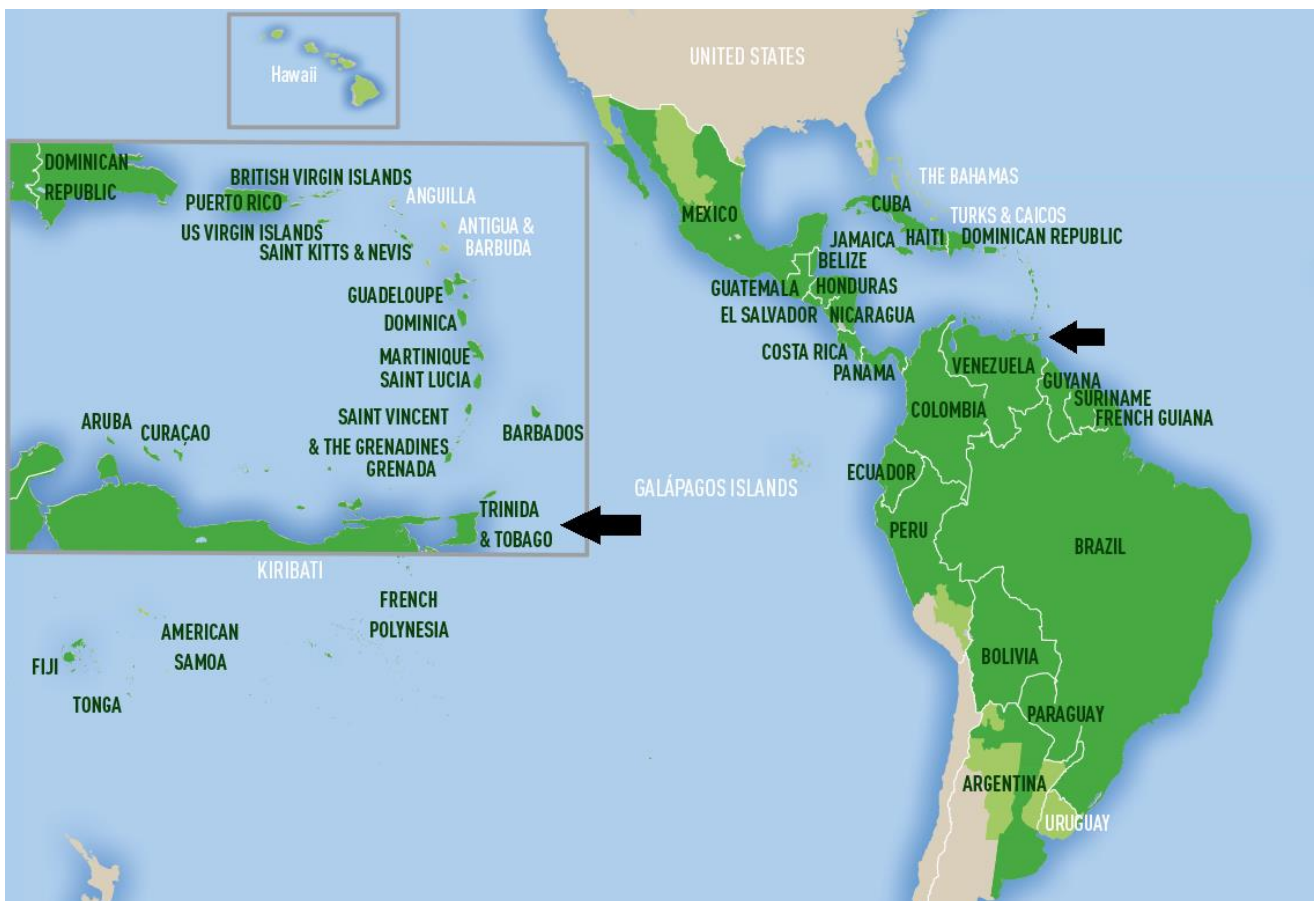 Hawaii
UNITED STATES
DOMINICAN
REPUBLIC
BRITISH VIRGIN ISLANDS
PUERTO RICO
ANGUILLA
US VIRGIN ISLANDS
ANTIGUA &
BARBUDA
SAINT KITTS & NEVIS
GUADELOUPE
DOMINICA
MARTINIQUE
SAINT LUCIA
SAINT VINCENT
& THE GRENADINES
GRENADA
BARBADOS
ARUBA
CURAÇAO
TRINIDA
& TOBAGO
THE BAHAMAS
CUBA
TURKS & CAICOS
MEXICO
JAMAICA
HAITI
DOMINICAN REPUBLIC
BELIZE
GUATEMALA
HONDURAS
EL SALVADOR
NICARAGUA
COSTA RICA
PANAMA
VENEZUELA
GUYANA
SURINAME
FRENCH GUIANA
COLOMBIA
ECUADOR
GALÁPAGOS ISLANDS
PERU
BRAZIL
KIRIBATI
FRENCH
POLYNESIA
AMERICAN
SAMOA
FIJI
TONGA
BOLIVIA
PARAGUAY
ARGENTINA
URUGUAY